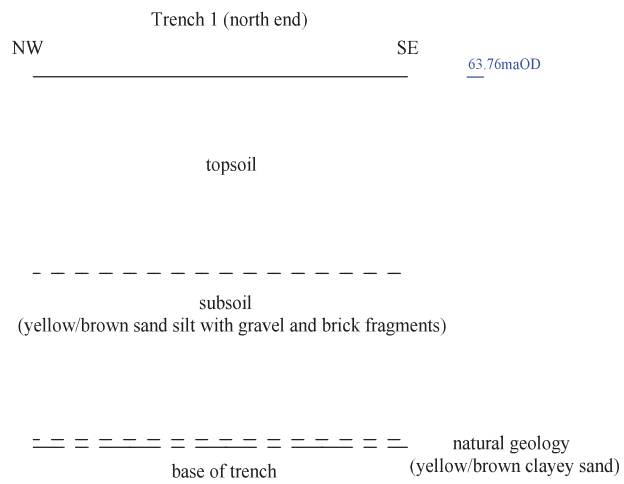 Trench 1 (north end)
NW
SE
63.76maOD
topsoil
subsoil
(yellow/brown sand silt with gravel and brick fragments)
natural geology
(yellow/brown clayey sand)
base of trench